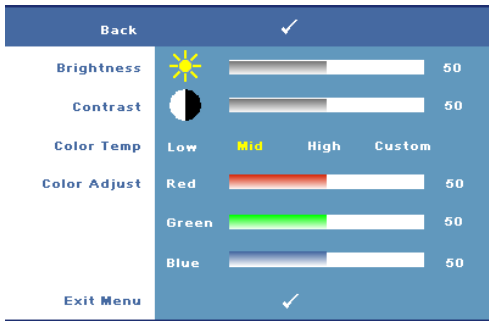 Back
Brightness 50
Contrast 50
Color Temp Low Mid High Custom
Color Adjust Red 50
Green 50
Blue 50
Exit Menu